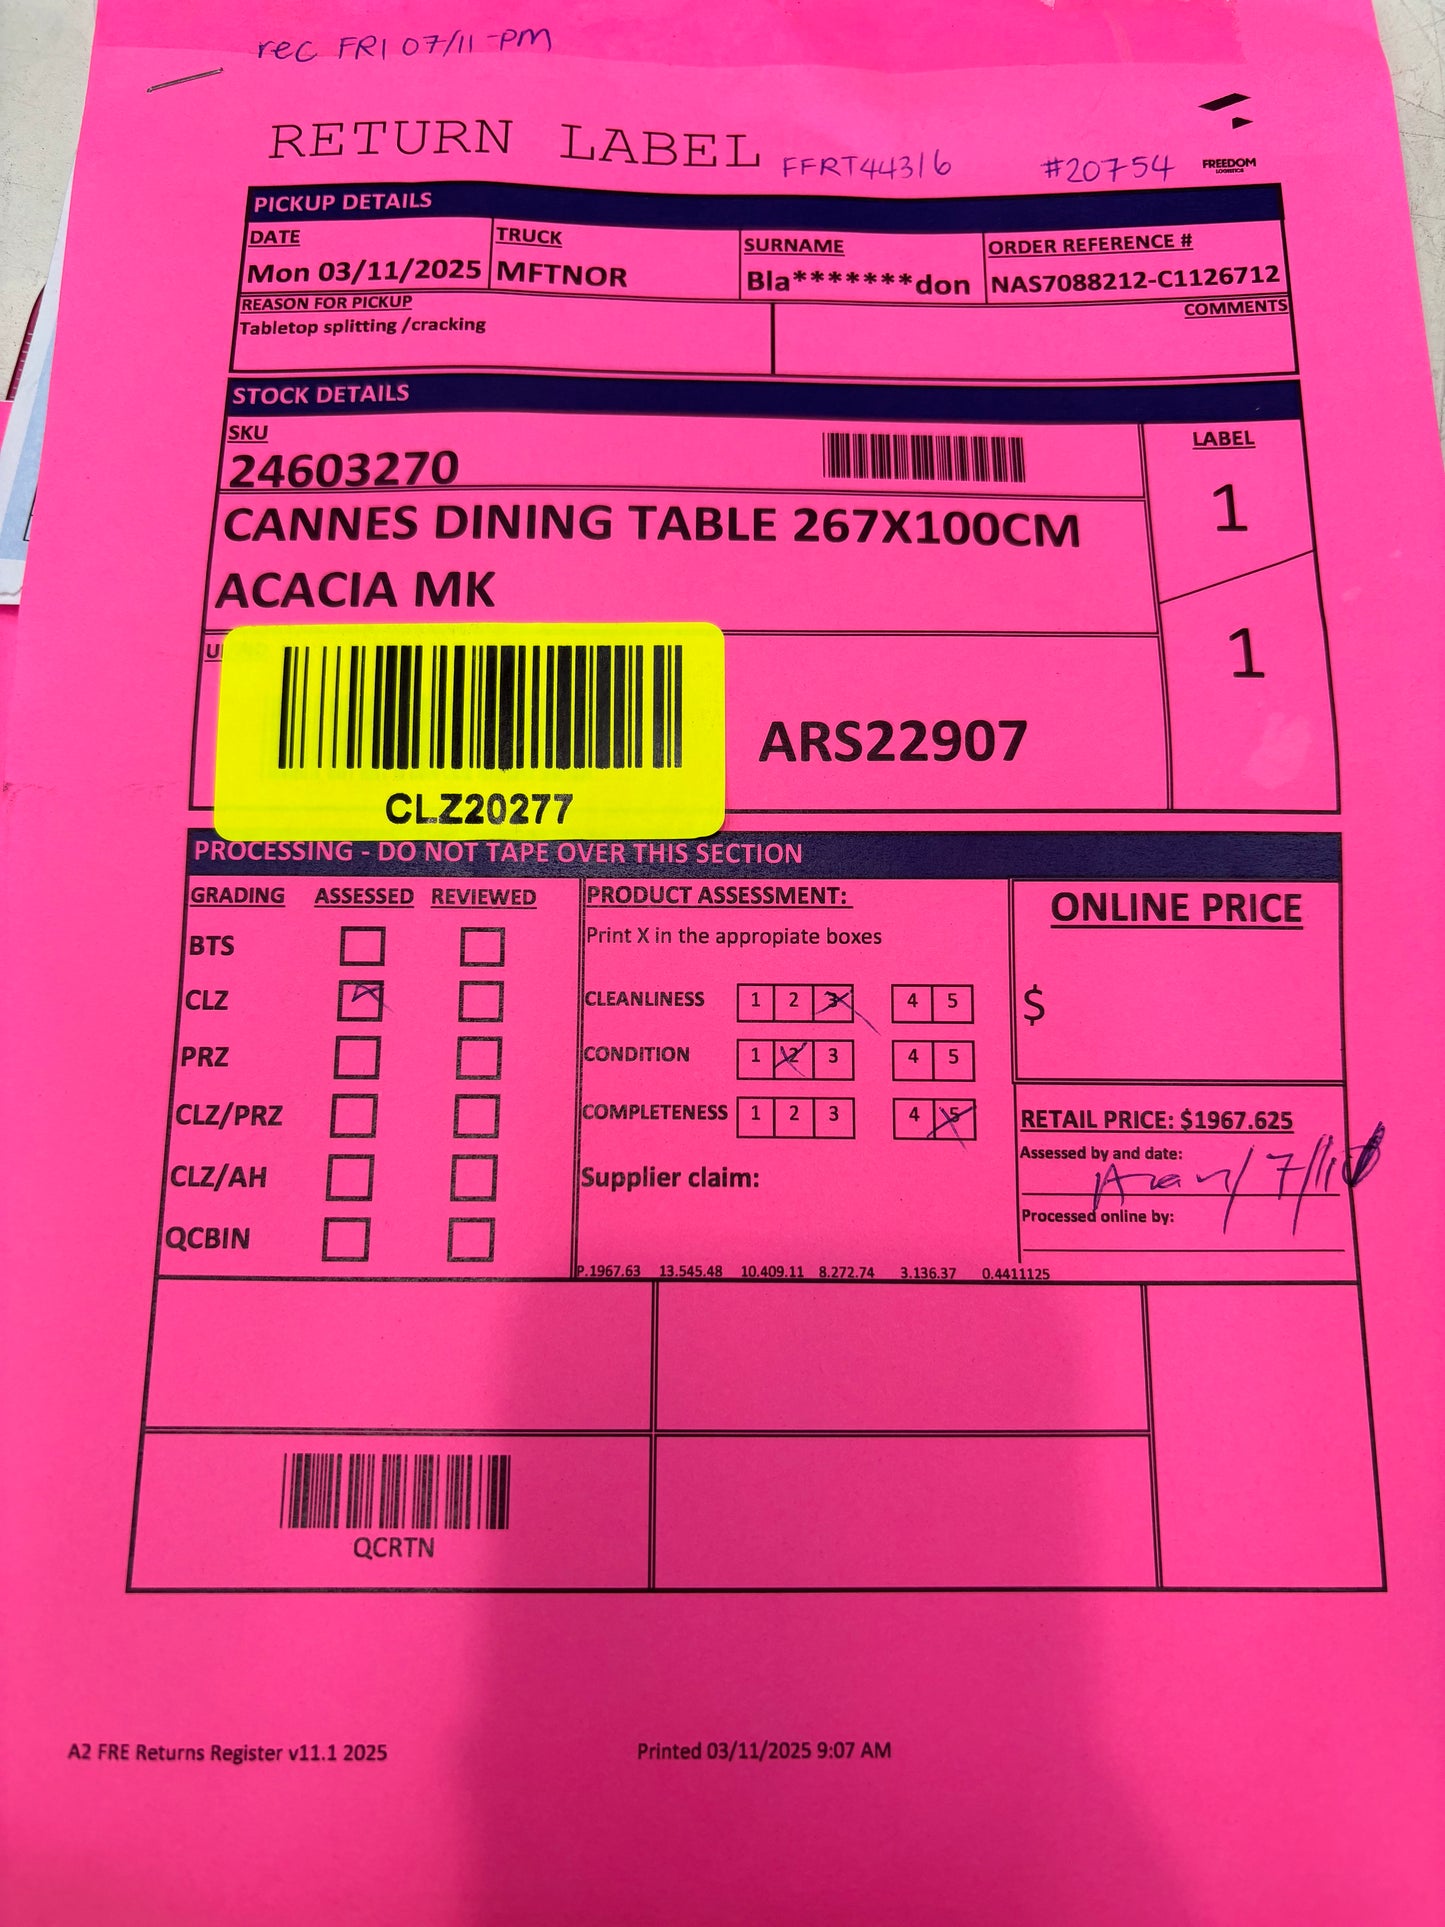 rec FRI 07/11 -PM
RETURN LABEL
FFRT44316
#20754
FREEDOM
LOGISTICS
PICKUP DETAILS
DATE
TRUCK
SURNAME
ORDER REFERENCE #
Mon 03/11/2025
MFTNOR
Bla*******don
NAS7088212-C1126712
REASON FOR PICKUP
COMMENTS
Tabletop splitting /cracking
STOCK DETAILS
SKU
LABEL
24603270
1
CANNES DINING TABLE 267X100CM
ACACIA MK
1
ARS22907
CLZ20277
PROCESSING - DO NOT TAPE OVER THIS SECTION
GRADING ASSESSED REVIEWED
BTS
CLZ
PRZ
CLZ/PRZ
CLZ/AH
QCBIN
PRODUCT ASSESSMENT:
Print X in the appropiate boxes
CLEANLINESS 1 2 3 4 5
CONDITION 1 2 3 4 5
COMPLETENESS 1 2 3 4 5
Supplier claim:
P.1967.63 13.545.48 10.409.11 8.272.74 3.136.37 0.4411125
ONLINE PRICE
$
RETAIL PRICE: $1967.625
Assessed by and date:
Processed online by:
QCRTN
A2 FRE Returns Register v11.1 2025
Printed 03/11/2025 9:07 AM